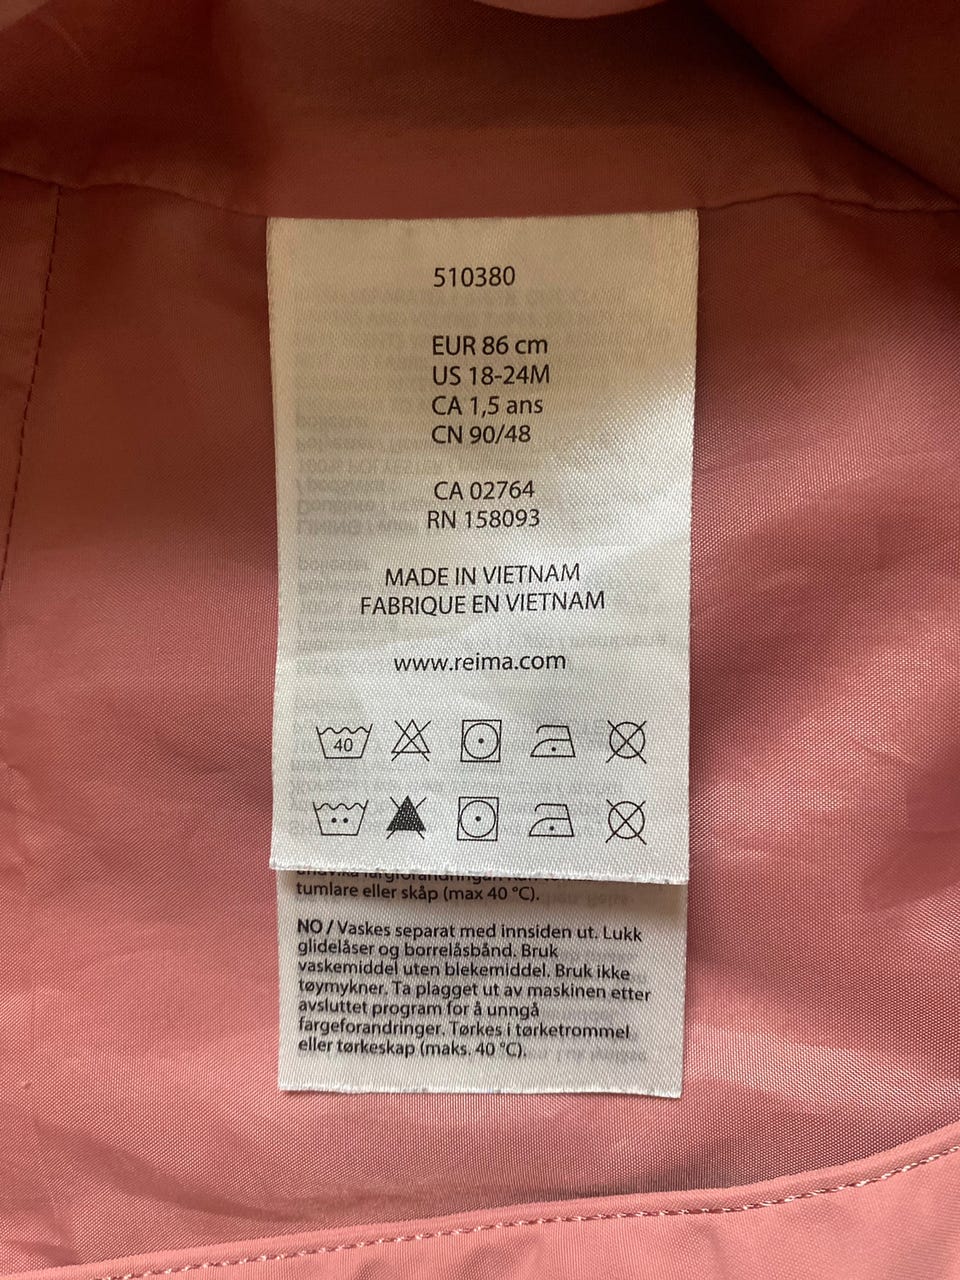 510380
EUR 86 cm
US 18-24M
CA 1,5 ans
CN 90/48
CA 02764
RN 158093
MADE IN VIETNAM
FABRIQUE EN VIETNAM
www.reima.com
40
tumlare eller skåp (max 40 °C).
NO / Vaskes separat med innsiden ut. Lukk
glidelåser og borrelåsbånd. Bruk
vaskemiddel uten blekemiddel. Bruk ikke
tøymykner. Ta plagget ut av maskinen etter
avsluttet program for å unngå
fargeforandringer. Tørkes i tørketrommel
eller tørkeskap (maks. 40 °C).